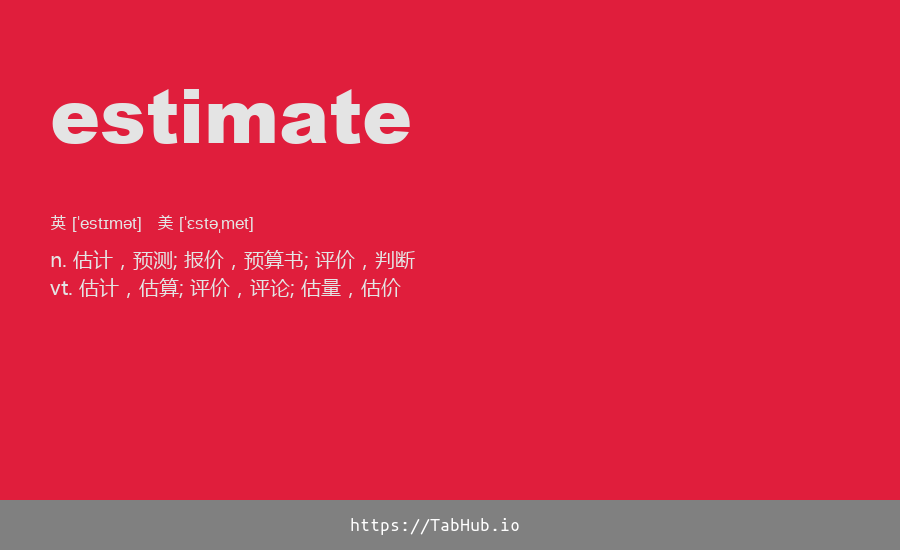 estimate
英 [ˈestɪmət] 美 [ˈɛstəˌmet]
n. 估计，预测; 报价，预算书; 评价，判断
vt. 估计，估算; 评价，评论; 估量，估价
https://TabHub.io